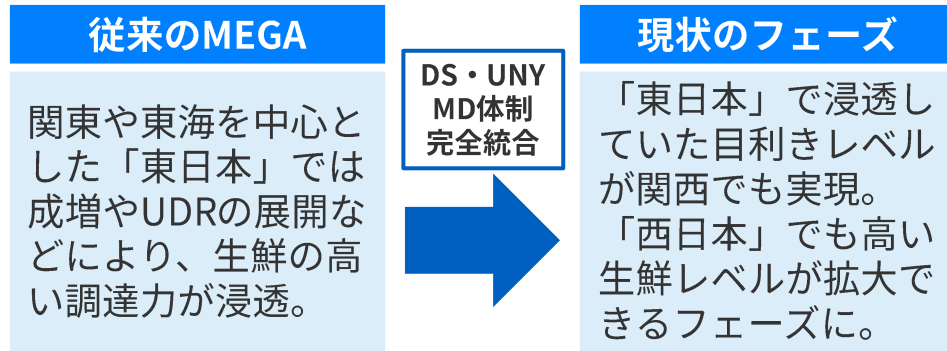 従来のMEGA
関東や東海を中心と
した「東日本」では
成増やUDRの展開な
どにより、生鮮の高
い調達力が浸透。
DS・UNY
MD体制
完全統合
現状のフェーズ
「東日本」で浸透し
ていた目利きレベル
が関西でも実現。
「西日本」でも高い
生鮮レベルが拡大で
きるフェーズに。